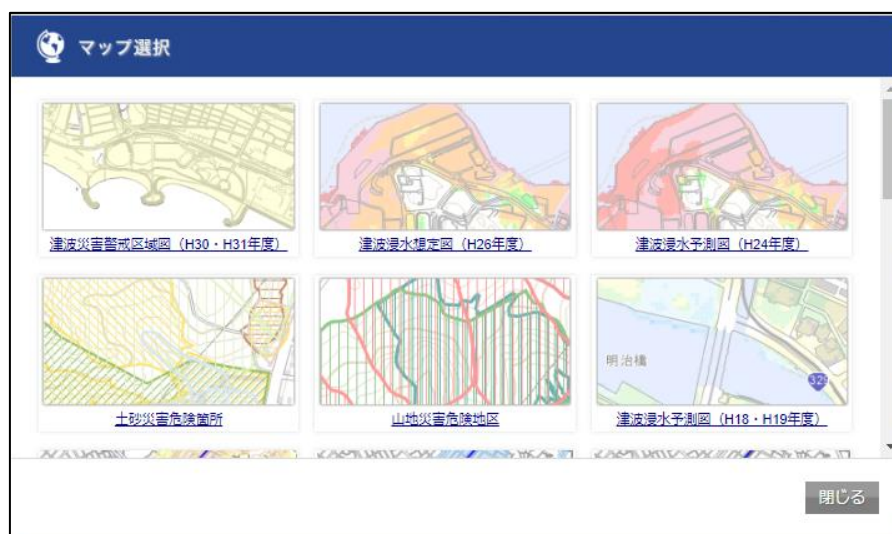 マップ選択
津波災害警戒区域図（H30・H31年度）
津波浸水想定図（H26年度）
津波浸水予測図（H24年度）
明治橋
329
土砂災害危険箇所
山地災害危険地区
津波浸水予測図（H18・H19年度）
閉じる